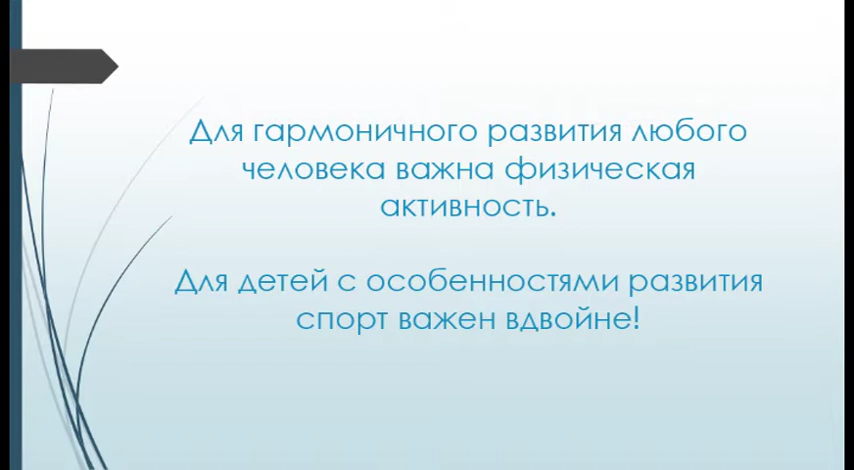 Для гармоничного развития любого
человека важна физическая
активность.
Для детей с особенностями развития
спорт важен вдвойне!